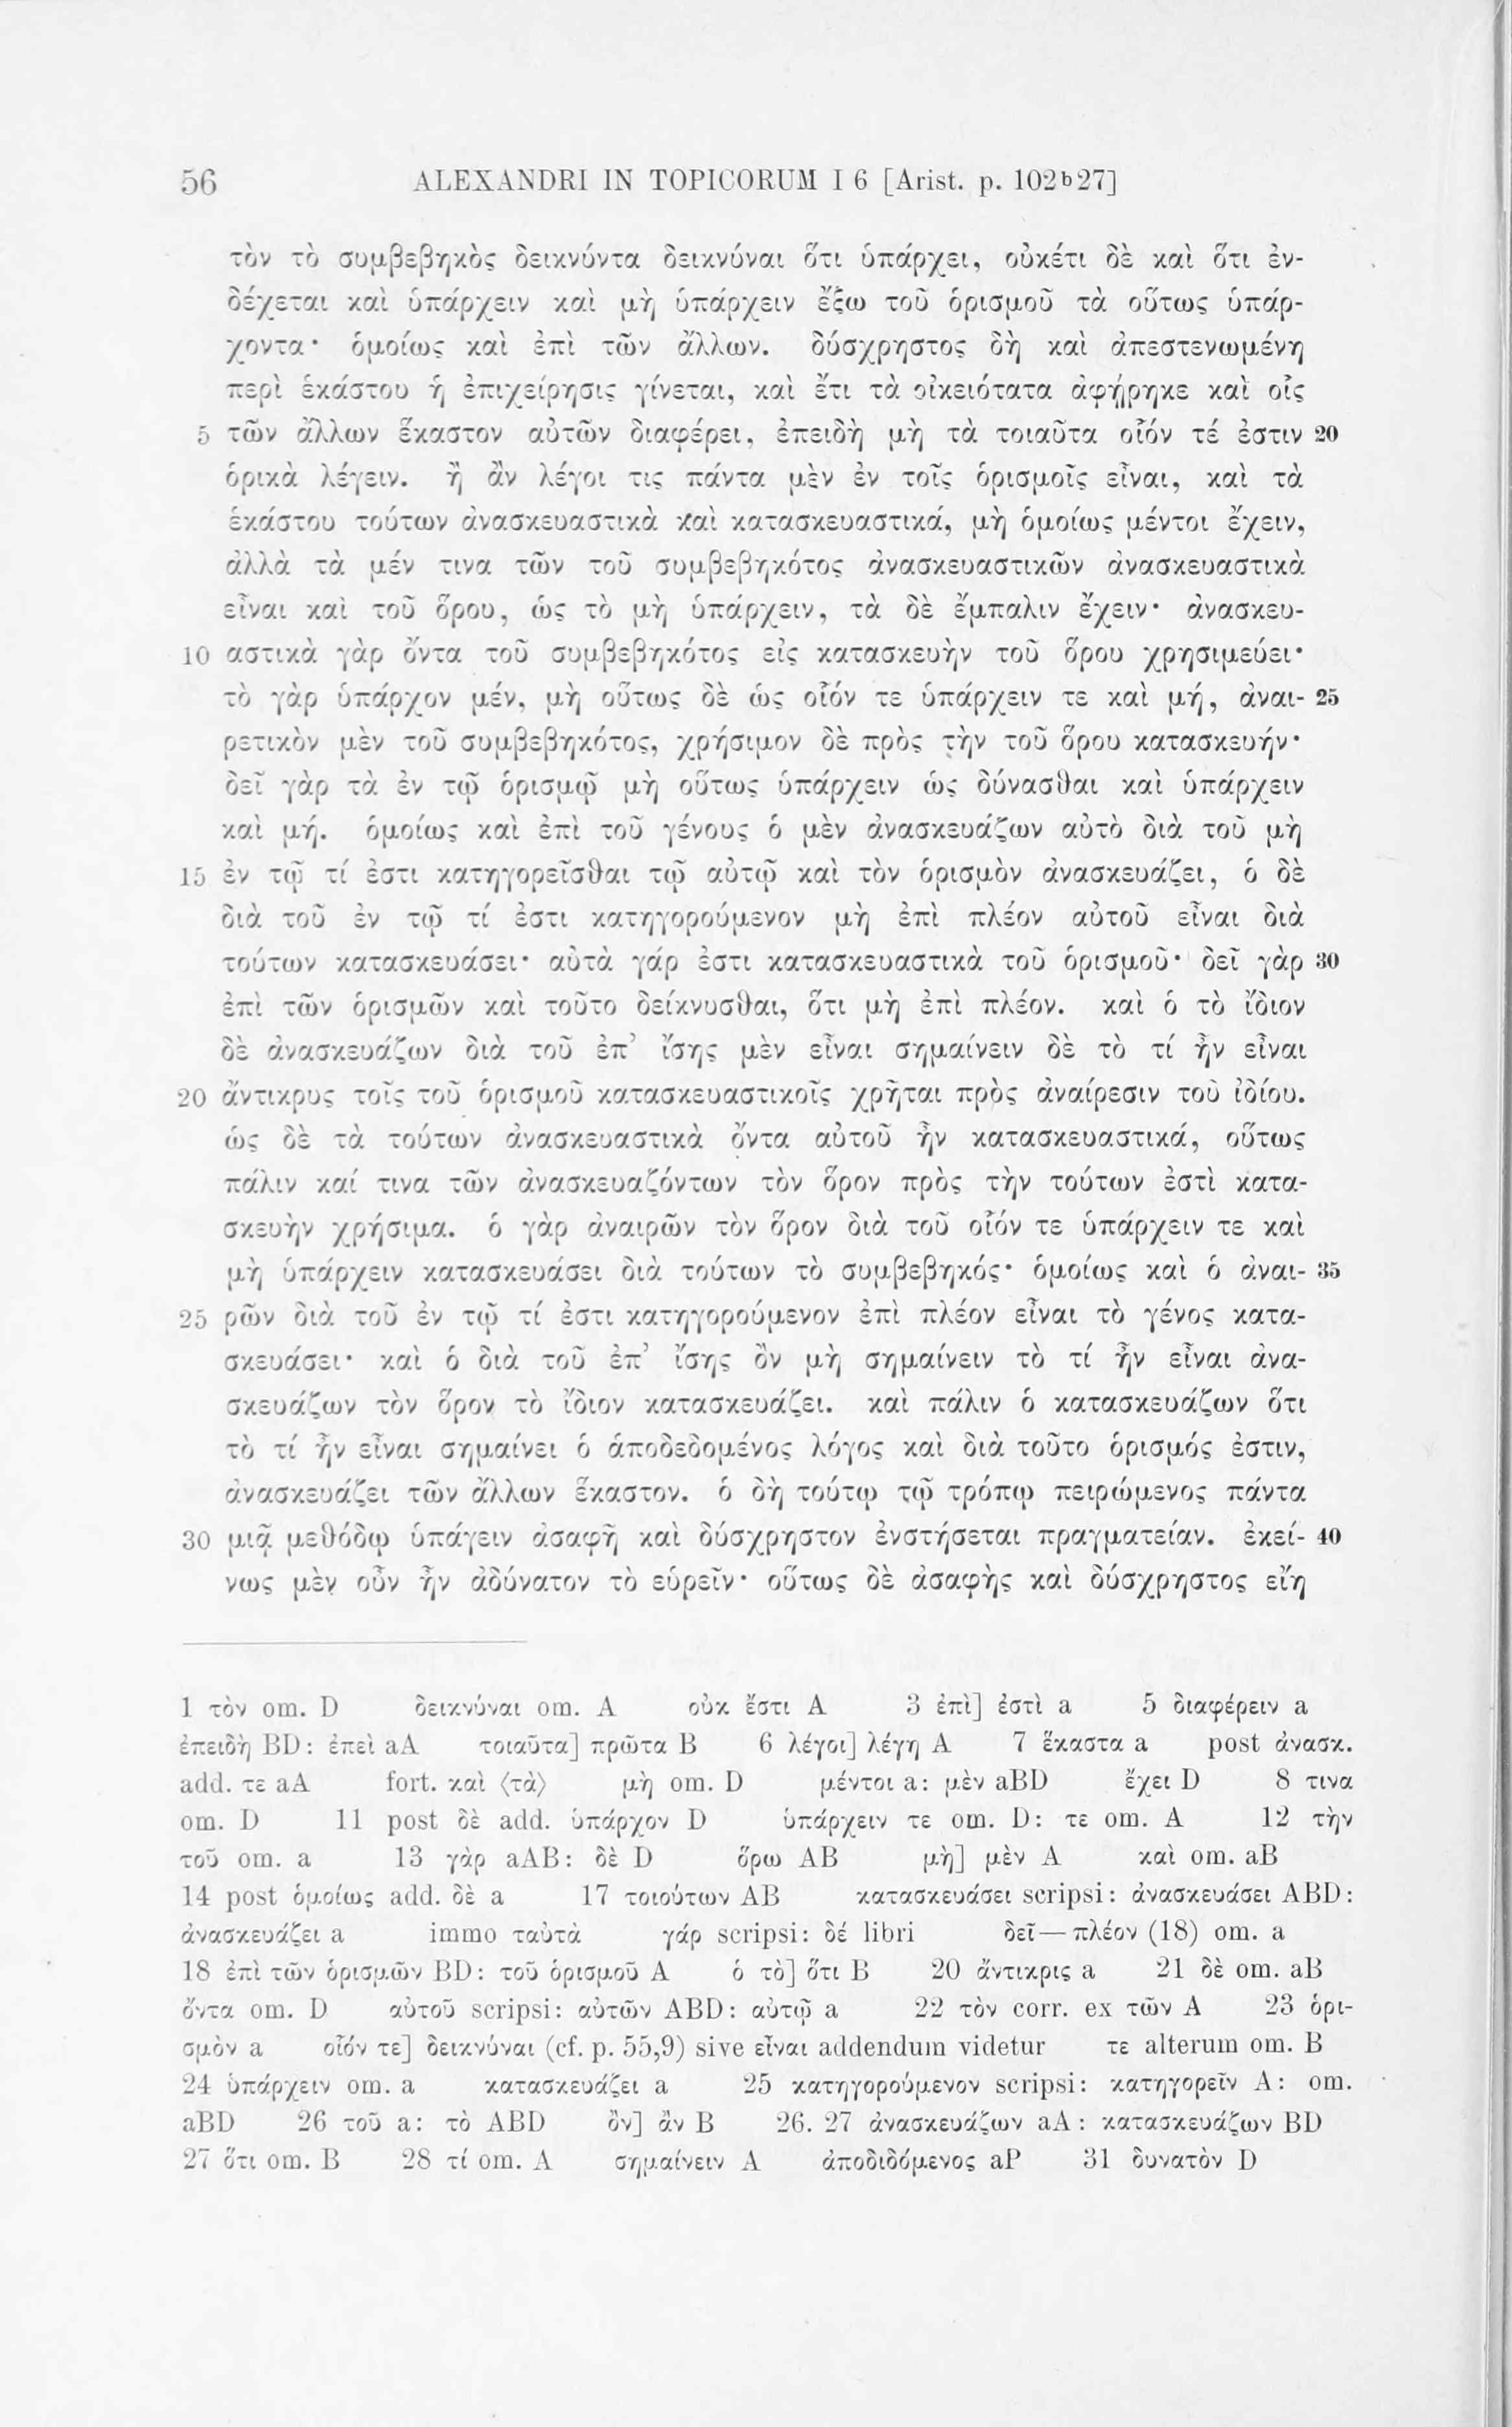 56 ALEXANDRI IN TOPICORUM I 6 [Arist. p. 102ᵇ27]
τὸν τὸ συμβεβηκὸς δεικνύντα δεικνύναι ὅτι ὑπάρχει, οὐκέτι δὲ καὶ ὅτι ἐν-
δέχεται καὶ ὑπάρχειν καὶ μὴ ὑπάρχειν ἔξω τοῦ ὁρισμοῦ τὰ οὕτως ὑπάρ-
χοντα· ὁμοίως καὶ ἐπὶ τῶν ἄλλων. δύσχρηστος δὴ καὶ ἀπεστενωμένη
περὶ ἑκάστου ἡ ἐπιχείρησις γίνεται, καὶ ἔτι τὰ οἰκειότατα ἀφῄρηκε καὶ οἷς
5 τῶν ἄλλων ἕκαστον αὐτῶν διαφέρει, ἐπειδὴ μὴ τὰ τοιαῦτα οἷόν τέ ἐστιν 20
ὁρικὰ λέγειν. ἢ ἂν λέγοι τις πάντα μὲν ἐν τοῖς ὁρισμοῖς εἶναι, καὶ τὰ
ἑκάστου τούτων ἀνασκευαστικὰ καὶ κατασκευαστικά, μὴ ὁμοίως μέντοι ἔχειν,
ἀλλὰ τὰ μέν τινα τῶν τοῦ συμβεβηκότος ἀνασκευαστικῶν ἀνασκευαστικὰ
εἶναι καὶ τοῦ ὅρου, ὡς τὸ μὴ ὑπάρχειν, τὰ δὲ ἔμπαλιν ἔχειν· ἀνασκευ-
10 αστικὰ γὰρ ὄντα τοῦ συμβεβηκότος εἰς κατασκευὴν τοῦ ὅρου χρησιμεύει·
τὸ γὰρ ὑπάρχον μέν, μὴ οὕτως δὲ ὡς οἷόν τε ὑπάρχειν τε καὶ μή, ἀναι- 25
ρετικὸν μὲν τοῦ συμβεβηκότος, χρήσιμον δὲ πρὸς τὴν τοῦ ὅρου κατασκευήν·
δεῖ γὰρ τὰ ἐν τῷ ὁρισμῷ μὴ οὕτως ὑπάρχειν ὡς δύνασθαι καὶ ὑπάρχειν
καὶ μή. ὁμοίως καὶ ἐπὶ τοῦ γένους ὁ μὲν ἀνασκευάζων αὐτὸ διὰ τοῦ μὴ
15 ἐν τῷ τί ἐστι κατηγορεῖσθαι τῷ αὐτῷ καὶ τὸν ὁρισμὸν ἀνασκευάζει, ὁ δὲ
διὰ τοῦ ἐν τῷ τί ἐστι κατηγορούμενον μὴ ἐπὶ πλέον αὐτοῦ εἶναι διὰ
τούτων κατασκευάσει· αὐτὰ γάρ ἐστι κατασκευαστικὰ τοῦ ὁρισμοῦ· δεῖ γὰρ 30
ἐπὶ τῶν ὁρισμῶν καὶ τοῦτο δείκνυσθαι, ὅτι μὴ ἐπὶ πλέον. καὶ ὁ τὸ ἴδιον
δὲ ἀνασκευάζων διὰ τοῦ ἐπ’ ἴσης μὲν εἶναι σημαίνειν δὲ τὸ τί ἦν εἶναι
20 ἄντικρυς τοῖς τοῦ ὁρισμοῦ κατασκευαστικοῖς χρῆται πρὸς ἀναίρεσιν τοῦ ἰδίου.
ὡς δὲ τὰ τούτων ἀνασκευαστικὰ ὄντα αὐτοῦ ἦν κατασκευαστικά, οὕτως
πάλιν καί τινα τῶν ἀνασκευαζόντων τὸν ὅρον πρὸς τὴν τούτων ἐστὶ κατα-
σκευὴν χρήσιμα. ὁ γὰρ ἀναιρῶν τὸν ὅρον διὰ τοῦ οἷόν τε ὑπάρχειν τε καὶ
μὴ ὑπάρχειν κατασκευάσει διὰ τούτων τὸ συμβεβηκός· ὁμοίως καὶ ὁ ἀναι- 35
25 ρῶν διὰ τοῦ ἐν τῷ τί ἐστι κατηγορούμενον ἐπὶ πλέον εἶναι τὸ γένος κατα-
σκευάσει· καὶ ὁ διὰ τοῦ ἐπ’ ἴσης ὂν μὴ σημαίνειν τὸ τί ἦν εἶναι ἀνα-
σκευάζων τὸν ὅρον τὸ ἴδιον κατασκευάζει. καὶ πάλιν ὁ κατασκευάζων ὅτι
τὸ τί ἦν εἶναι σημαίνει ὁ ἀποδεδομένος λόγος καὶ διὰ τοῦτο ὁρισμός ἐστιν,
ἀνασκευάζει τῶν ἄλλων ἕκαστον. ὁ δὴ τούτῳ τῷ τρόπῳ πειρώμενος πάντα
30 μιᾷ μεθόδῳ ὑπάγειν ἀσαφῆ καὶ δύσχρηστον ἐνστήσεται πραγματείαν. ἐκεί- 40
νως μὲν οὖν ἦν ἀδύνατον τὸ εὑρεῖν· οὕτως δὲ ἀσαφὴς καὶ δύσχρηστος εἴη
1 τὸν om. D δεικνύναι om. A οὐκ ἔστι A 3 ἐπὶ] ἐστὶ a 5 διαφέρειν a
ἐπειδὴ BD: ἐπεὶ aA τοιαῦτα] πρῶτα B 6 λέγοι] λέγη A 7 ἕκαστα a post ἀνασκ.
add. τε aA fort. καὶ ⟨τὰ⟩ μὴ om. D μέντοι a: μὲν aBD ἔχει D 8 τινα
om. D 11 post δὲ add. ὑπάρχον D ὑπάρχειν τε om. D: τε om. A 12 τὴν
τοῦ om. a 13 γὰρ aAB: δὲ D ὅρω AB μὴ] μὲν A καὶ om. aB
14 post ὁμοίως add. δὲ a 17 τοιούτων AB κατασκευάσει scripsi: ἀνασκευάσει ABD:
ἀνασκευάζει a immo ταὐτὰ γάρ scripsi: δέ libri δεῖ — πλέον (18) om. a
18 ἐπὶ τῶν ὁρισμῶν BD: τοῦ ὁρισμοῦ A ὁ τὸ] ὅτι B 20 ἄντικρις a 21 δὲ om. aB
ὄντα om. D αὐτοῦ scripsi: αὐτῶν ABD: αὐτῷ a 22 τὸν corr. ex τῶν A 23 ὁρι-
σμὸν a οἷόν τε] δεικνύναι (cf. p. 55,9) sive εἶναι addendum videtur τε alterum om. B
24 ὑπάρχειν om. a κατασκευάζει a 25 κατηγορούμενον scripsi: κατηγορεῖν A: om.
aBD 26 τοῦ a: τὸ ABD ὂν] ἂν B 26. 27 ἀνασκευάζων aA: κατασκευάζων BD
27 ὅτι om. B 28 τί om. A σημαίνειν A ἀποδιδόμενος aP 31 δυνατὸν D